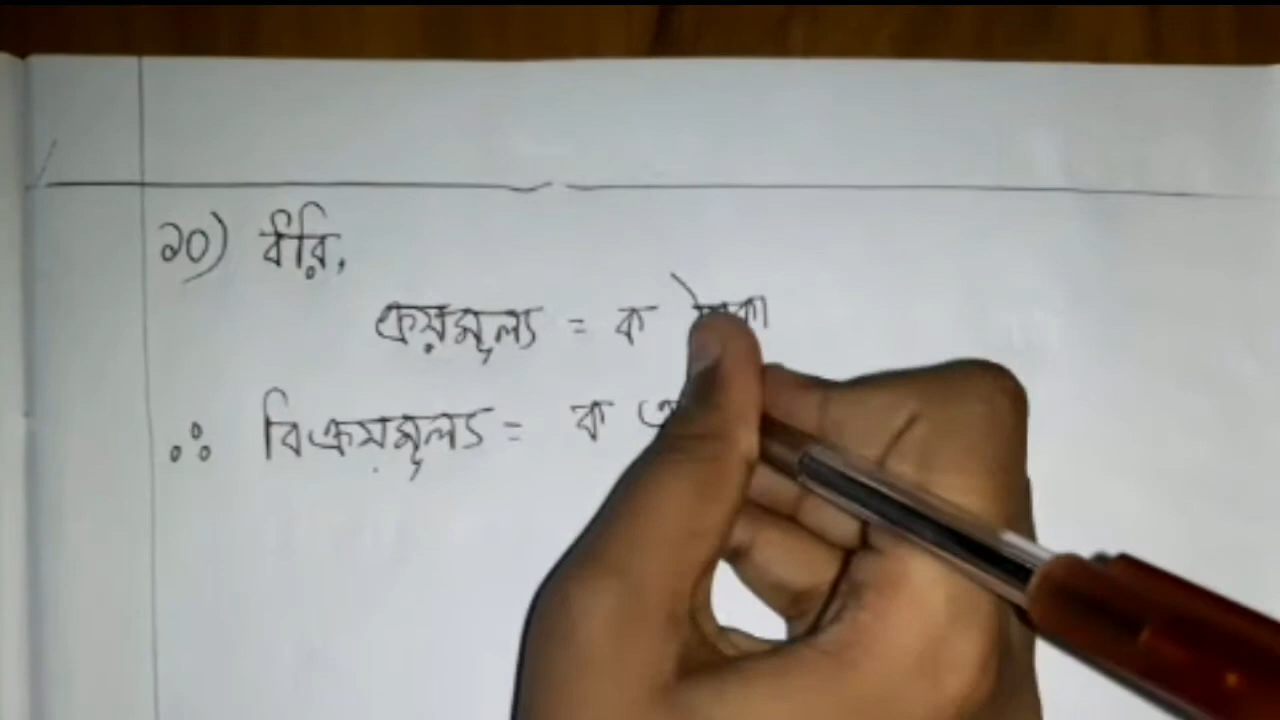 ১০) ধরি,
ক্রয়মূল্য = ক টাকা
∴ বিক্রয়মূল্য = ক